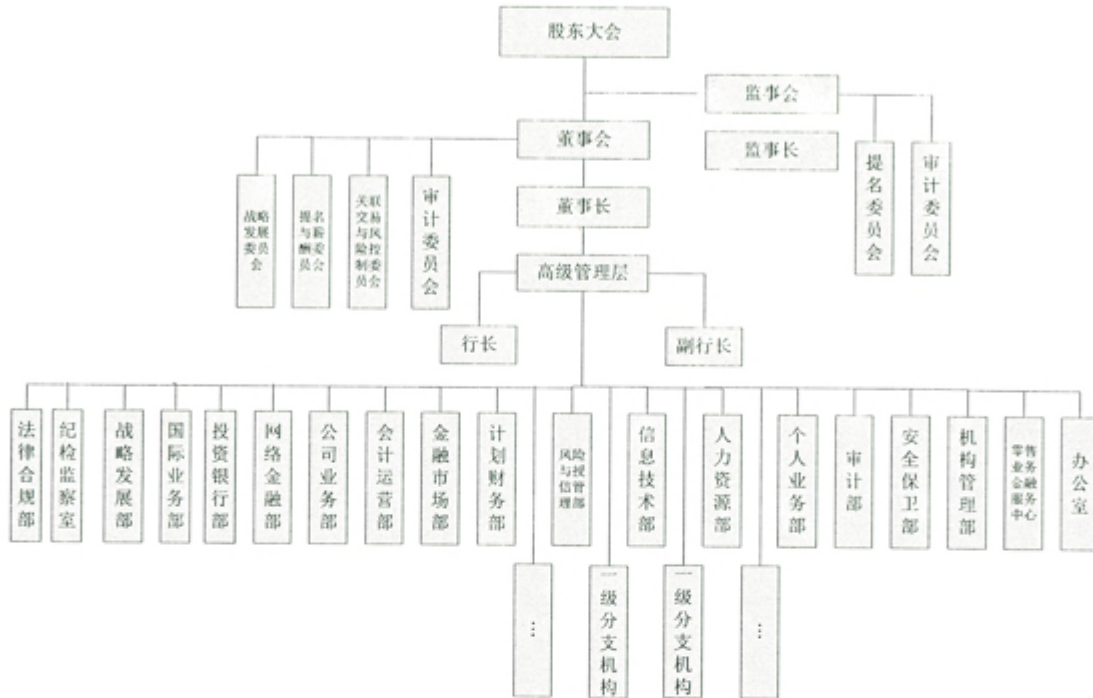 股东大会
监事会
董事会
监事长
战略
发展
委员
会
提名
与薪
酬委
员会
关联
交易
与风
险控
制委
员会
审计委员会
董事长
提名委员会
审计委员会
高级管理层
行长
副行长
法律合规部
纪检监察室
战略发展部
国际业务部
投资银行部
网络金融部
公司业务部
会计运营部
金融市场部
计划财务部
风险
与授
信管
理部
信息技术部
人力资源部
个人业务部
审计部
安全保卫部
机构管理部
零售
业务
金融
服务
中心
办公室
…
一级分支机构
一级分支机构
…